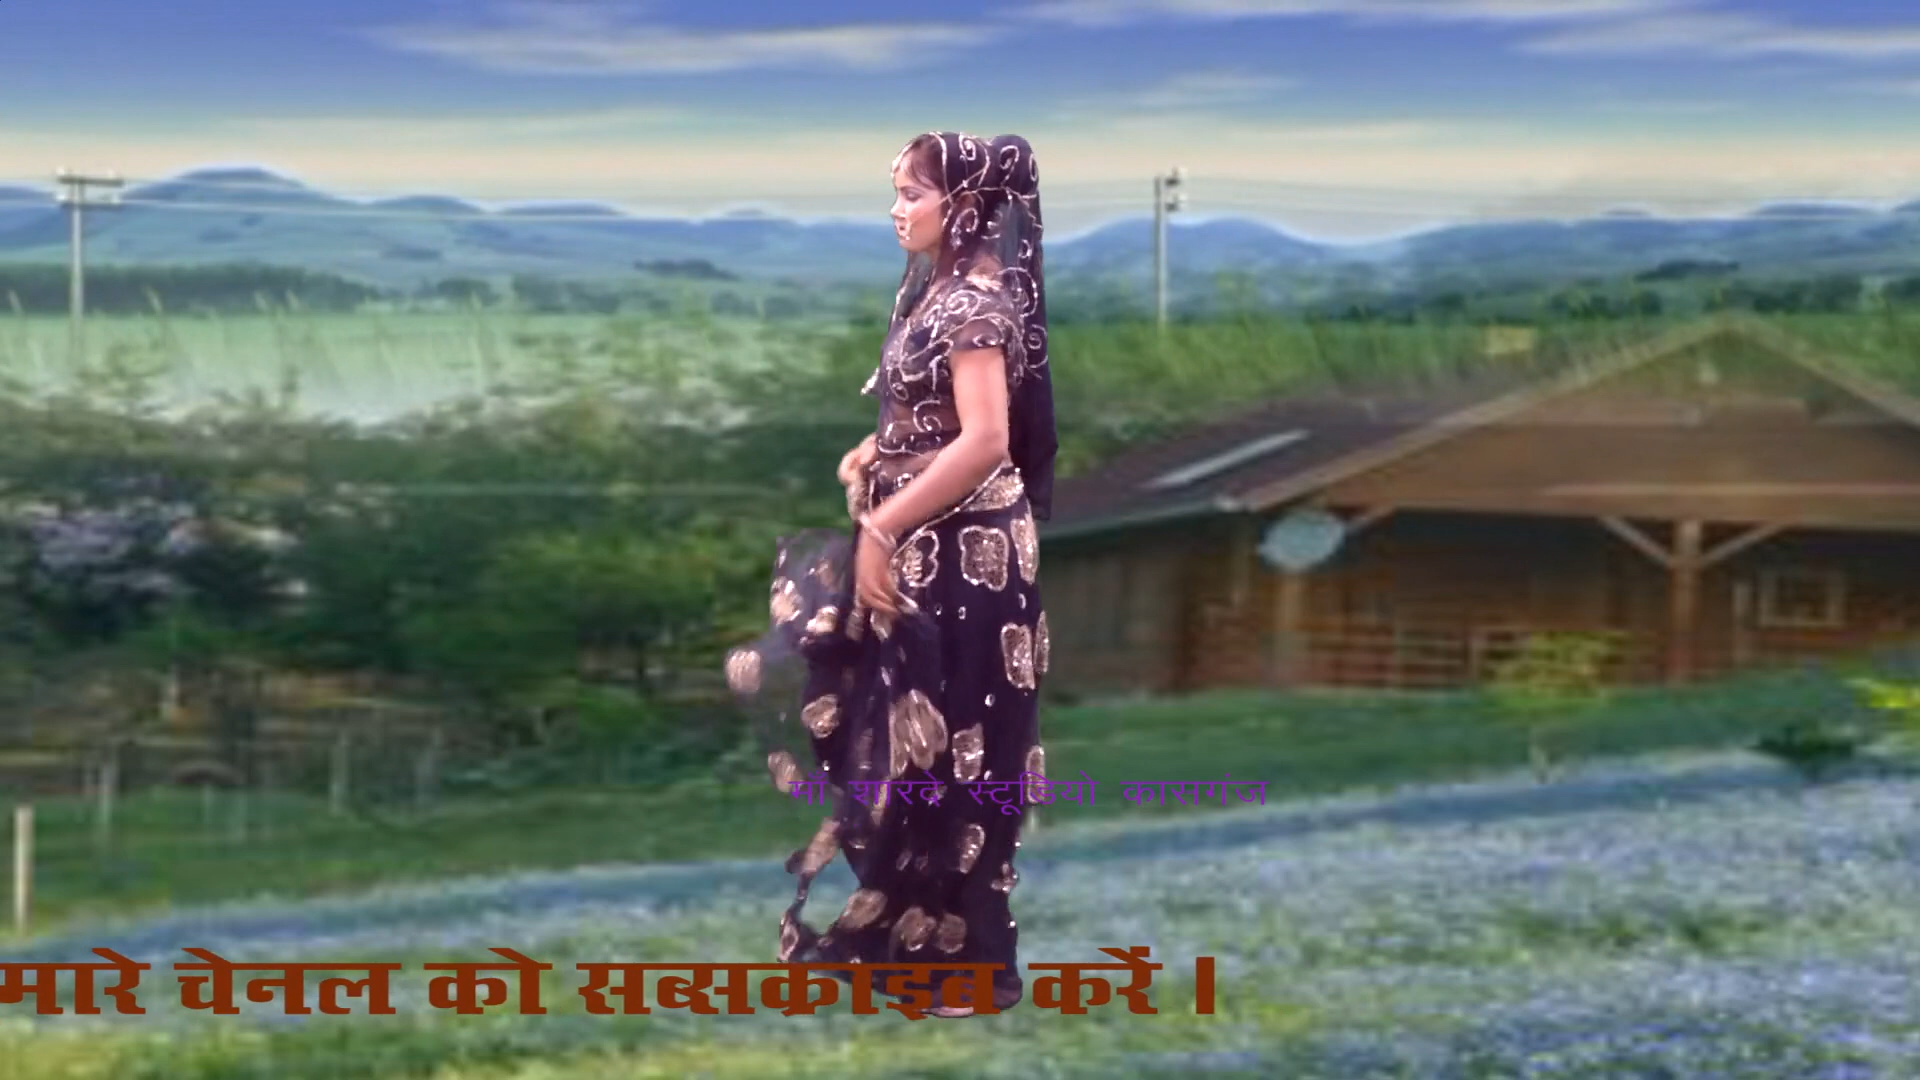 माँ शारदे स्टूडियो कासगंज
मारे चेनल को सब्सक्राइब करें ।